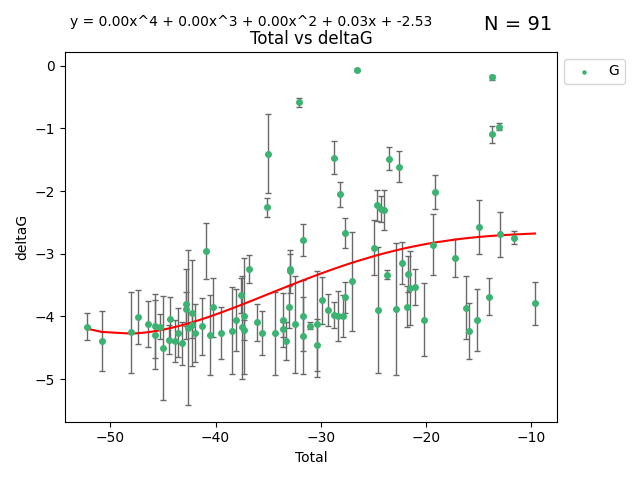 y = 0.00x^4 + 0.00x^3 + 0.00x^2 + 0.03x + -2.53
N = 91
Total vs deltaG
G
deltaG
0
−1
−2
−3
−4
−5
−50
−40
−30
−20
−10
Total